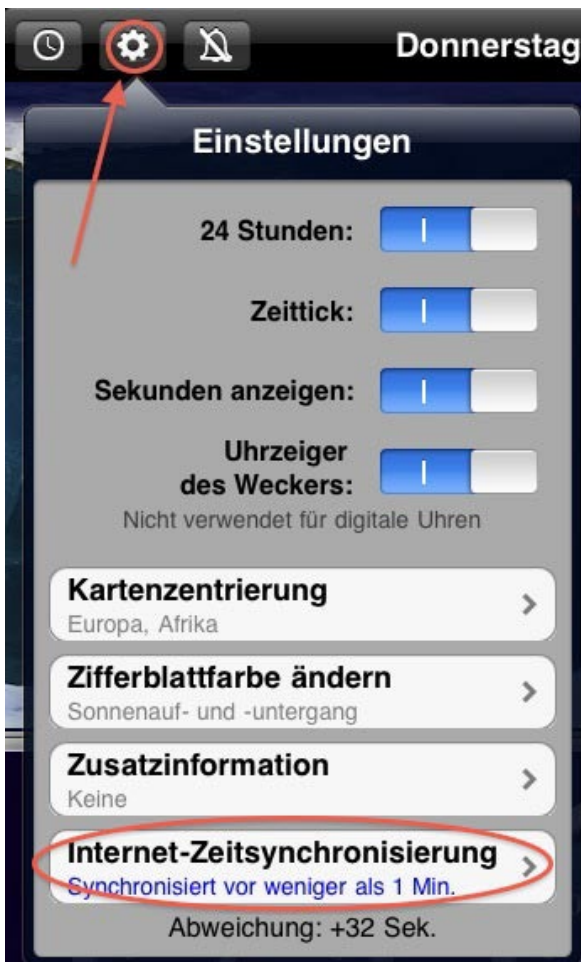 Donnerstag
Einstellungen
24 Stunden:
Zeittick:
Sekunden anzeigen:
Uhrzeiger
des Weckers:
Nicht verwendet für digitale Uhren
Kartenzentrierung
Europa, Afrika
Zifferblattfarbe ändern
Sonnenauf- und -untergang
Zusatzinformation
Keine
Internet-Zeitsynchronisierung
Synchronisiert vor weniger als 1 Min.
Abweichung: +32 Sek.